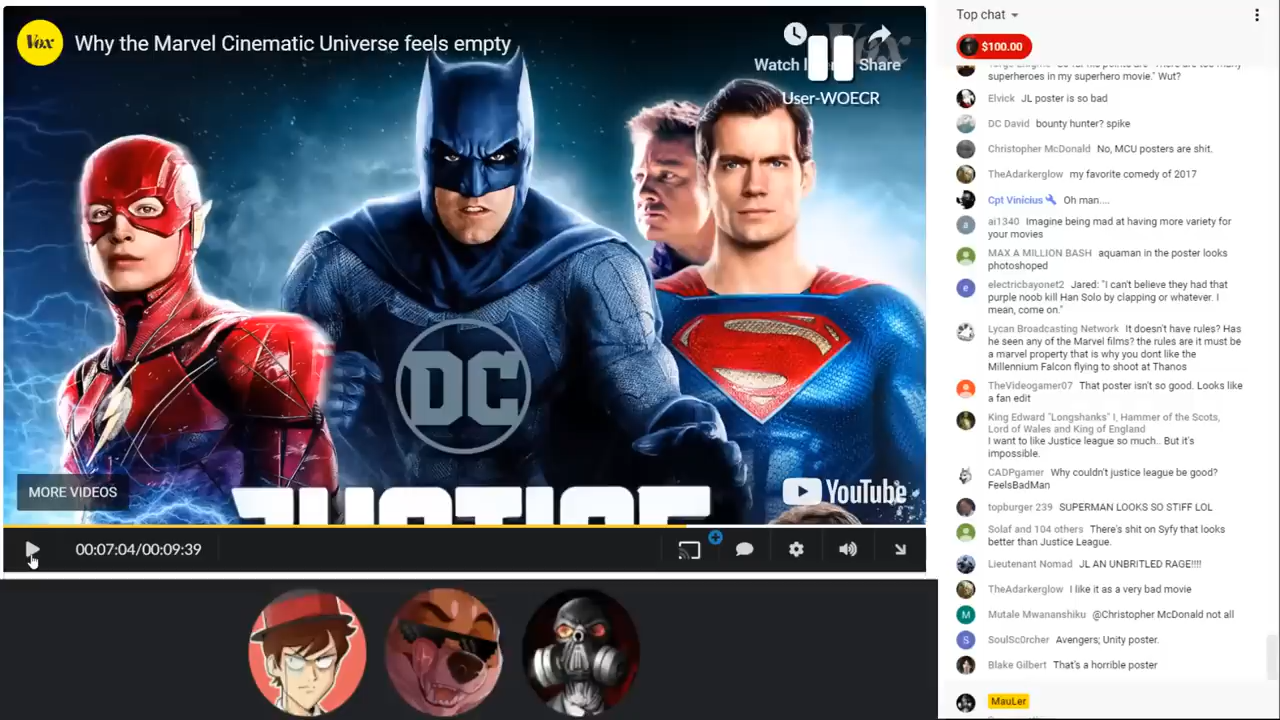 Vox
Why the Marvel Cinematic Universe feels empty
Watch
Share
User-WOECR
DC
MORE VIDEOS
YouTube
JUSTICE
00:07:04/00:09:39
Top chat
$100.00
superheroes in my superhero movie." Wut?
Elvick JL poster is so bad
DC David bounty hunter? spike
Christopher McDonald No, MCU posters are shit.
TheAdarkerglow my favorite comedy of 2017
Cpt Vinícius Oh man....
ai1340 Imagine being mad at having more variety for
your movies
MAX A MILLION BASH aquaman in the poster looks
photoshoped
electricbayonet2 Jared: "I can't believe they had that
purple noob kill Han Solo by clapping or whatever. I
mean, come on."
Lycan Broadcasting Network It doesn't have rules? Has
he seen any of the Marvel films? the rules are it must be
a marvel property that is why you dont like the
Millennium Falcon flying to shoot at Thanos
TheVideogamer07 That poster isn't so good. Looks like
a fan edit
King Edward "Longshanks" I, Hammer of the Scots,
Lord of Wales and King of England
I want to like Justice league so much.. But it's
impossible.
CADPgamer Why couldn't justice league be good?
FeelsBadMan
topburger 239 SUPERMAN LOOKS SO STIFF LOL
Solaf and 104 others There's shit on Syfy that looks
better than Justice League.
Lieutenant Nomad JL AN UNBRITLED RAGE!!!!
TheAdarkerglow I like it as a very bad movie
Mutale Mwananshiku @Christopher McDonald not all
SoulSc0rcher Avengers; Unity poster.
Blake Gilbert That's a horrible poster
MauLer